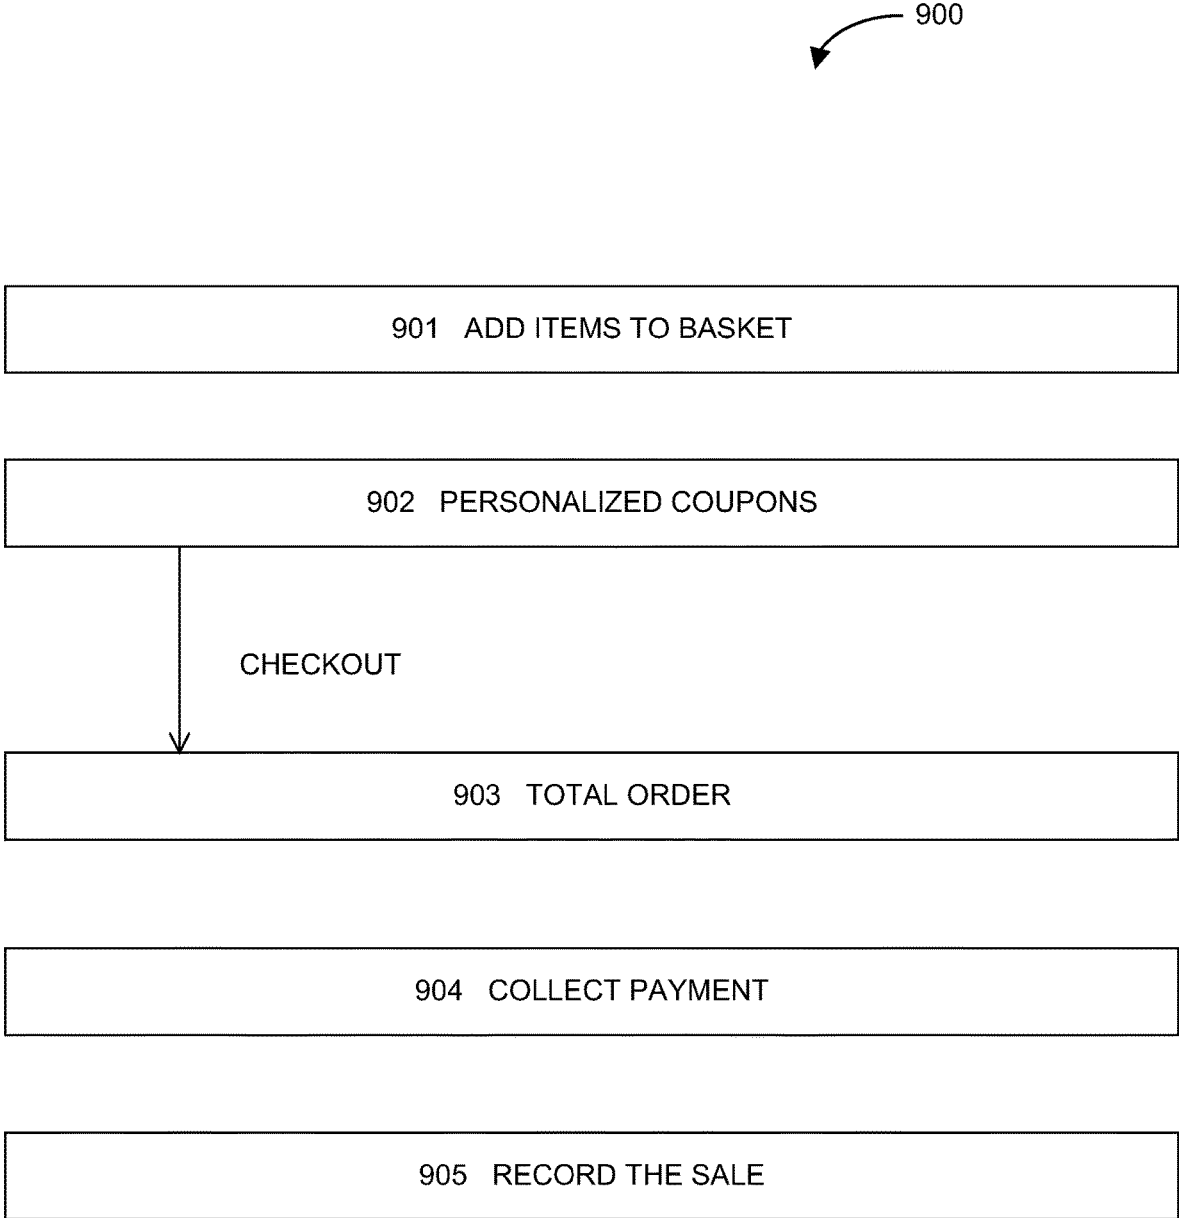 900
901 ADD ITEMS TO BASKET
902 PERSONALIZED COUPONS
CHECKOUT
903 TOTAL ORDER
904 COLLECT PAYMENT
905 RECORD THE SALE